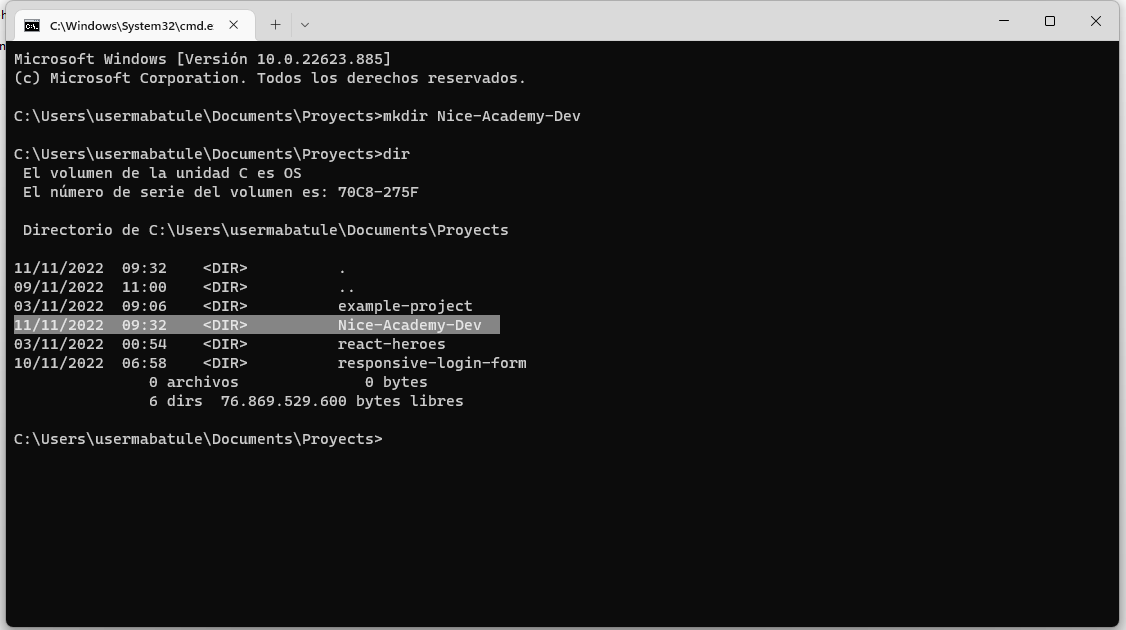 C:\Windows\System32\cmd.e
Microsoft Windows [Versión 10.0.22623.885]
(c) Microsoft Corporation. Todos los derechos reservados.
C:\Users\usermabatule\Documents\Proyects>mkdir Nice-Academy-Dev
C:\Users\usermabatule\Documents\Proyects>dir
El volumen de la unidad C es OS
El número de serie del volumen es: 70C8-275F
Directorio de C:\Users\usermabatule\Documents\Proyects
11/11/2022  09:32    <DIR>          .
09/11/2022  11:00    <DIR>          ..
03/11/2022  09:06    <DIR>          example-project
11/11/2022  09:32    <DIR>          Nice-Academy-Dev
03/11/2022  00:54    <DIR>          react-heroes
10/11/2022  06:58    <DIR>          responsive-login-form
0 archivos              0 bytes
6 dirs  76.869.529.600 bytes libres
C:\Users\usermabatule\Documents\Proyects>